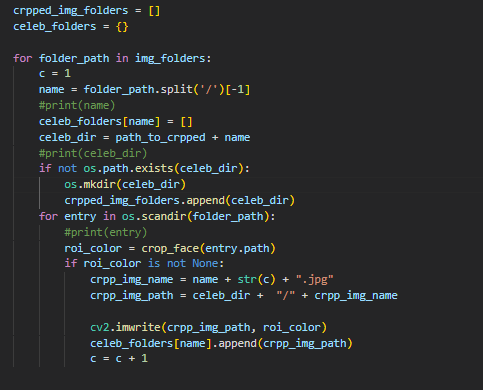 crpped_img_folders = []
celeb_folders = {}
for folder_path in img_folders:
c = 1
name = folder_path.split('/')[-1]
#print(name)
celeb_folders[name] = []
celeb_dir = path_to_crpped + name
#print(celeb_dir)
if not os.path.exists(celeb_dir):
os.mkdir(celeb_dir)
crpped_img_folders.append(celeb_dir)
for entry in os.scandir(folder_path):
#print(entry)
roi_color = crop_face(entry.path)
if roi_color is not None:
crpp_img_name = name + str(c) + ".jpg"
crpp_img_path = celeb_dir +  "/" + crpp_img_name
cv2.imwrite(crpp_img_path, roi_color)
celeb_folders[name].append(crpp_img_path)
c = c + 1